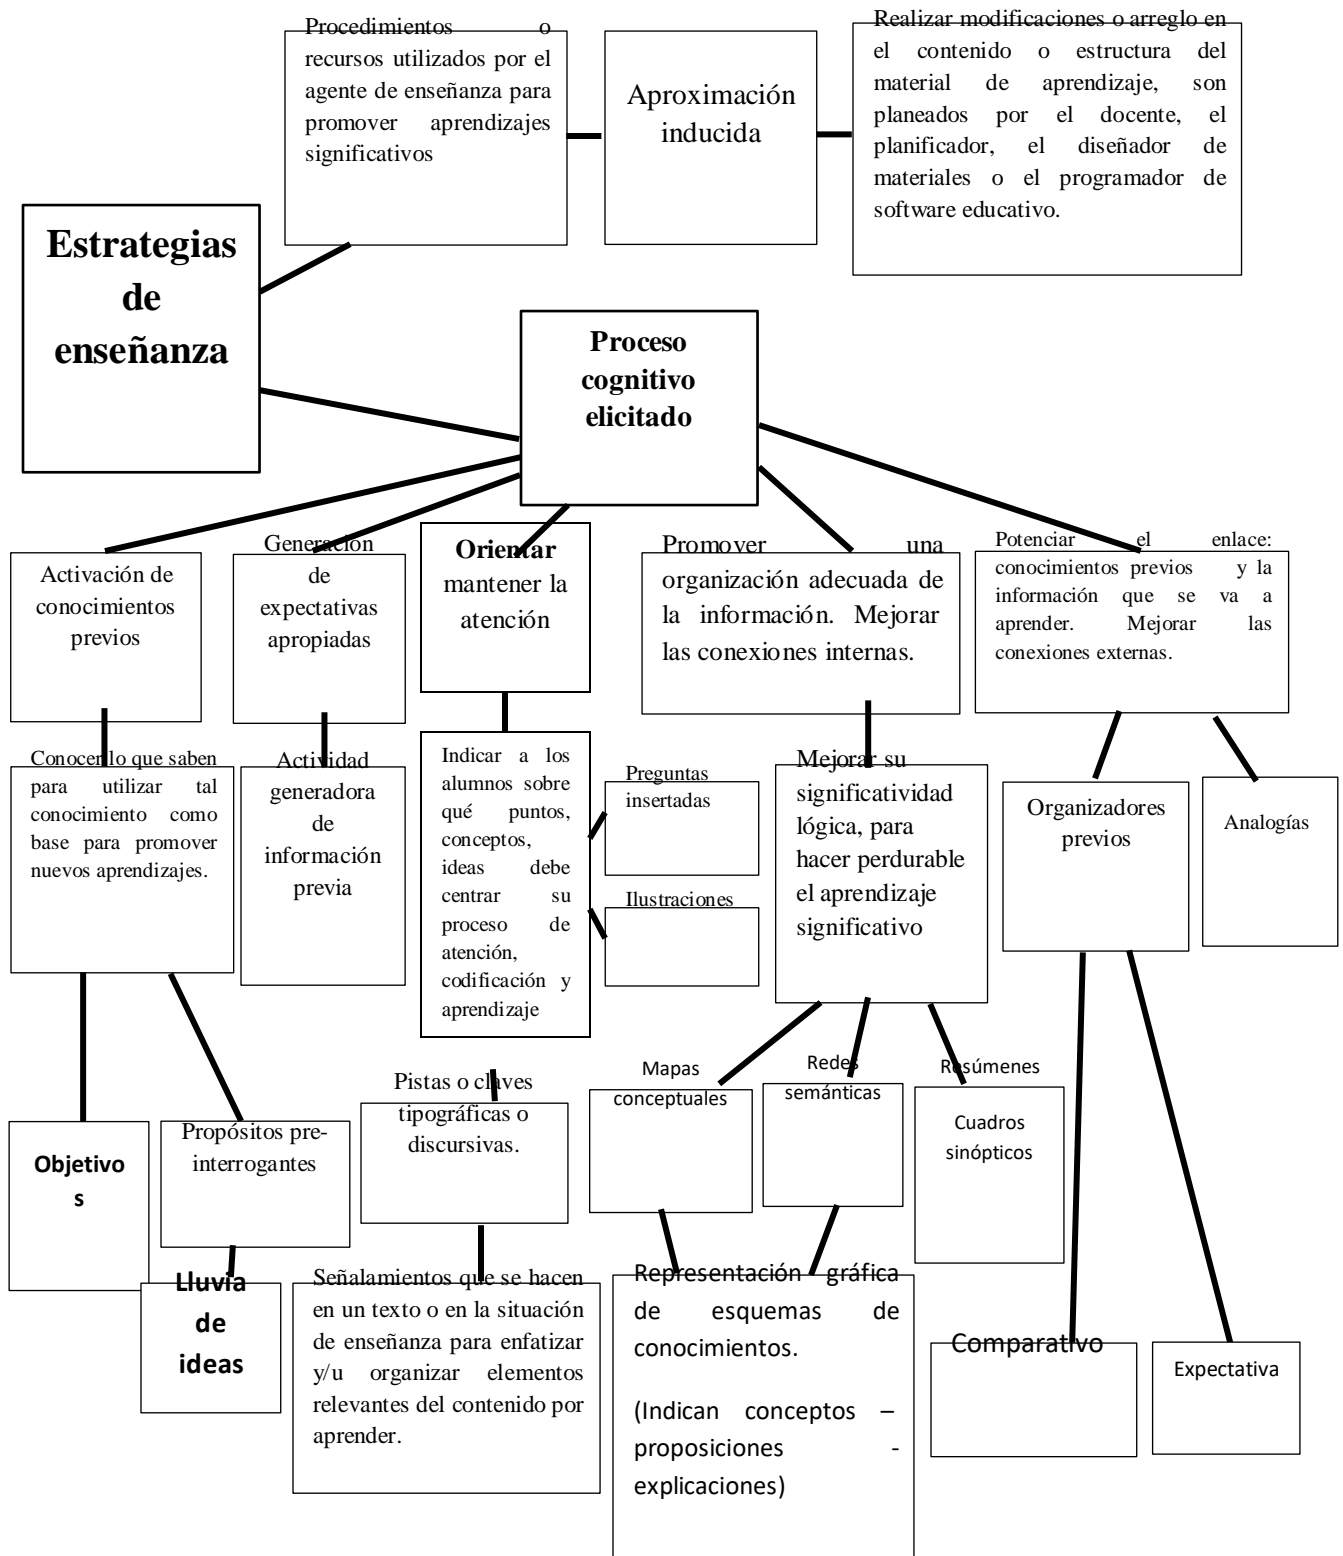 Procedimientos o
recursos utilizados por el
agente de enseñanza para
promover aprendizajes
significativos
Aproximación
inducida
Realizar modificaciones o arreglo en
el contenido o estructura del
material de aprendizaje, son
planeados por el docente, el
planificador, el diseñador de
materiales o el programador de
software educativo.
Estrategias
de
enseñanza
Proceso
cognitivo
elicitado
Activación de
conocimientos
previos
Generación
de
expectativas
apropiadas
Orientar
mantener la
atención
Promover una
organización adecuada de
la información. Mejorar
las conexiones internas.
Potenciar el enlace:
conocimientos previos y la
información que se va a
aprender. Mejorar las
conexiones externas.
Conocer lo que saben
para utilizar tal
conocimiento como
base para promover
nuevos aprendizajes.
Actividad
generadora
de
información
previa
Indicar a los
alumnos sobre
qué puntos,
conceptos,
ideas debe
centrar su
proceso de
atención,
codificación y
aprendizaje
Preguntas
insertadas
Ilustraciones
Mejorar su
significatividad
lógica, para
hacer perdurable
el aprendizaje
significativo
Organizadores
previos
Analogías
Objetivo
s
Propósitos pre-
interrogantes
Lluvia
de
ideas
Pistas o claves
tipográficas o
discursivas.
Señalamientos que se hacen
en un texto o en la situación
de enseñanza para enfatizar
y/u organizar elementos
relevantes del contenido por
aprender.
Mapas
conceptuales
Redes
semánticas
Resúmenes
Cuadros
sinópticos
Representación gráfica
de esquemas de
conocimientos.
(Indican conceptos –
proposiciones -
explicaciones)
Comparativo
Expectativa